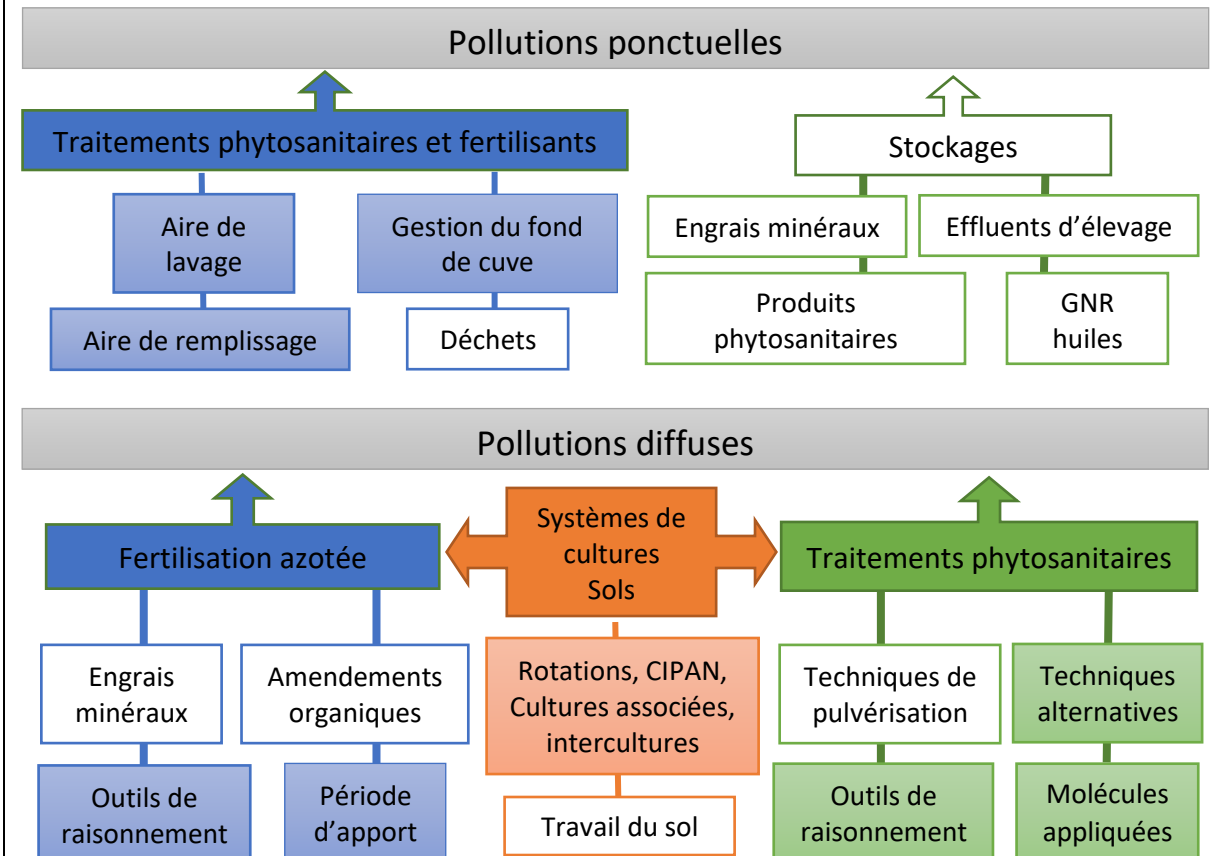 Pollutions ponctuelles
Traitements phytosanitaires et fertilisants
Stockages
Aire de
lavage
Gestion du fond
de cuve
Engrais minéraux
Effluents d’élevage
Aire de remplissage
Déchets
Produits
phytosanitaires
GNR
huiles
Pollutions diffuses
Fertilisation azotée
Systèmes de
cultures
Sols
Traitements phytosanitaires
Engrais
minéraux
Amendements
organiques
Rotations, CIPAN,
Cultures associées,
intercultures
Techniques de
pulvérisation
Techniques
alternatives
Outils de
raisonnement
Période
d’apport
Travail du sol
Outils de
raisonnement
Molécules
appliquées